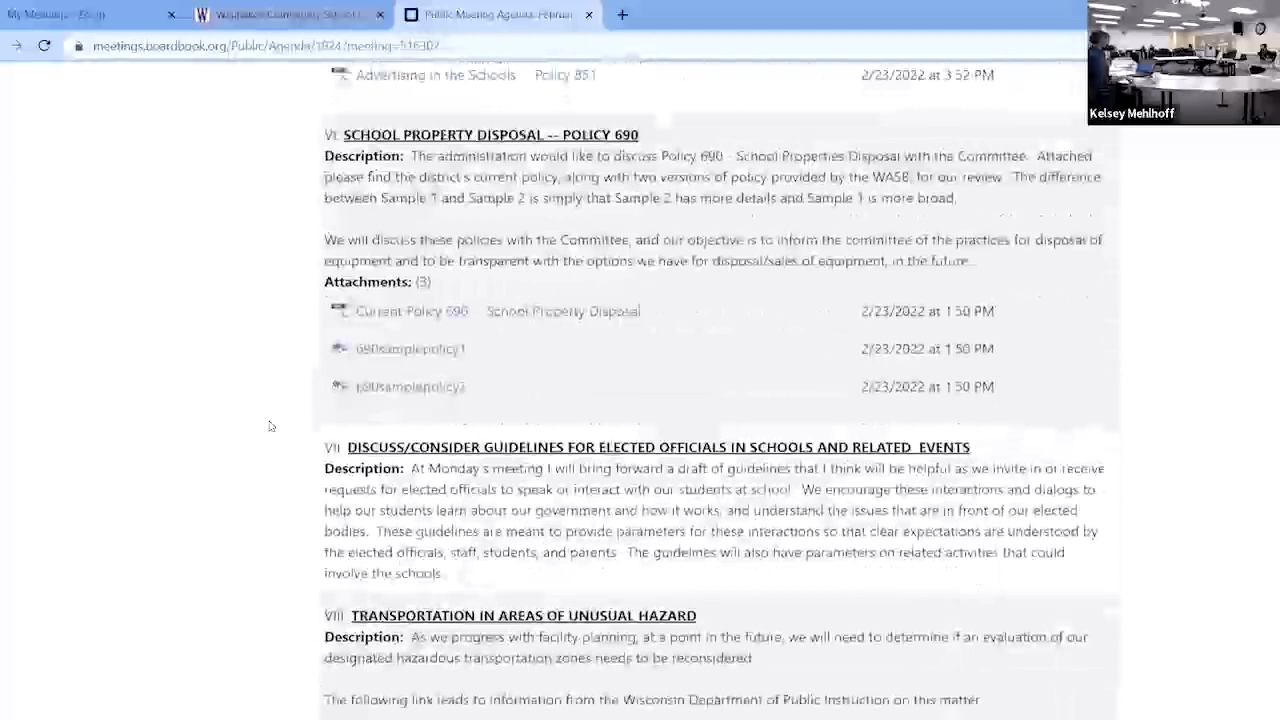 My Meetings - Zoom
Community School
Public Meeting Agenda: Februar
meetings.boardbook.org/Public/Agenda/1924?meeting=516302
Kelsey Mehlhoff
Advertising in the Schools Policy 851 2/23/2022 at 3:52 PM
VI. SCHOOL PROPERTY DISPOSAL -- POLICY 690
Description: The administration would like to discuss Policy 690 - School Properties Disposal with the Committee. Attached
please find the district's current policy, along with two versions of policy provided by the WASB, for our review. The difference
between Sample 1 and Sample 2 is simply that Sample 2 has more details and Sample 1 is more broad.
We will discuss these policies with the Committee, and our objective is to inform the committee of the practices for disposal of
equipment and to be transparent with the options we have for disposal/sales of equipment, in the future.
Attachments: (3)
Current Policy 690 School Property Disposal 2/23/2022 at 1:50 PM
690samplepolicy1 2/23/2022 at 1:50 PM
690samplepolicy2 2/23/2022 at 1:50 PM
VII. DISCUSS/CONSIDER GUIDELINES FOR ELECTED OFFICIALS IN SCHOOLS AND RELATED EVENTS
Description: At Monday's meeting I will bring forward a draft of guidelines that I think will be helpful as we invite in or receive
requests for elected officials to speak or interact with our students at school. We encourage these interactions and dialogs to
help our students learn about our government and how it works, and understand the issues that are in front of our elected
bodies. These guidelines are meant to provide parameters for these interactions so that clear expectations are understood by
the elected officials, staff, students, and parents. The guidelines will also have parameters on related activities that could
involve the schools.
VIII. TRANSPORTATION IN AREAS OF UNUSUAL HAZARD
Description: As we progress with facility planning, at a point in the future, we will need to determine if an evaluation of our
designated hazardous transportation zones needs to be reconsidered.
The following link leads to information from the Wisconsin Department of Public Instruction on this matter